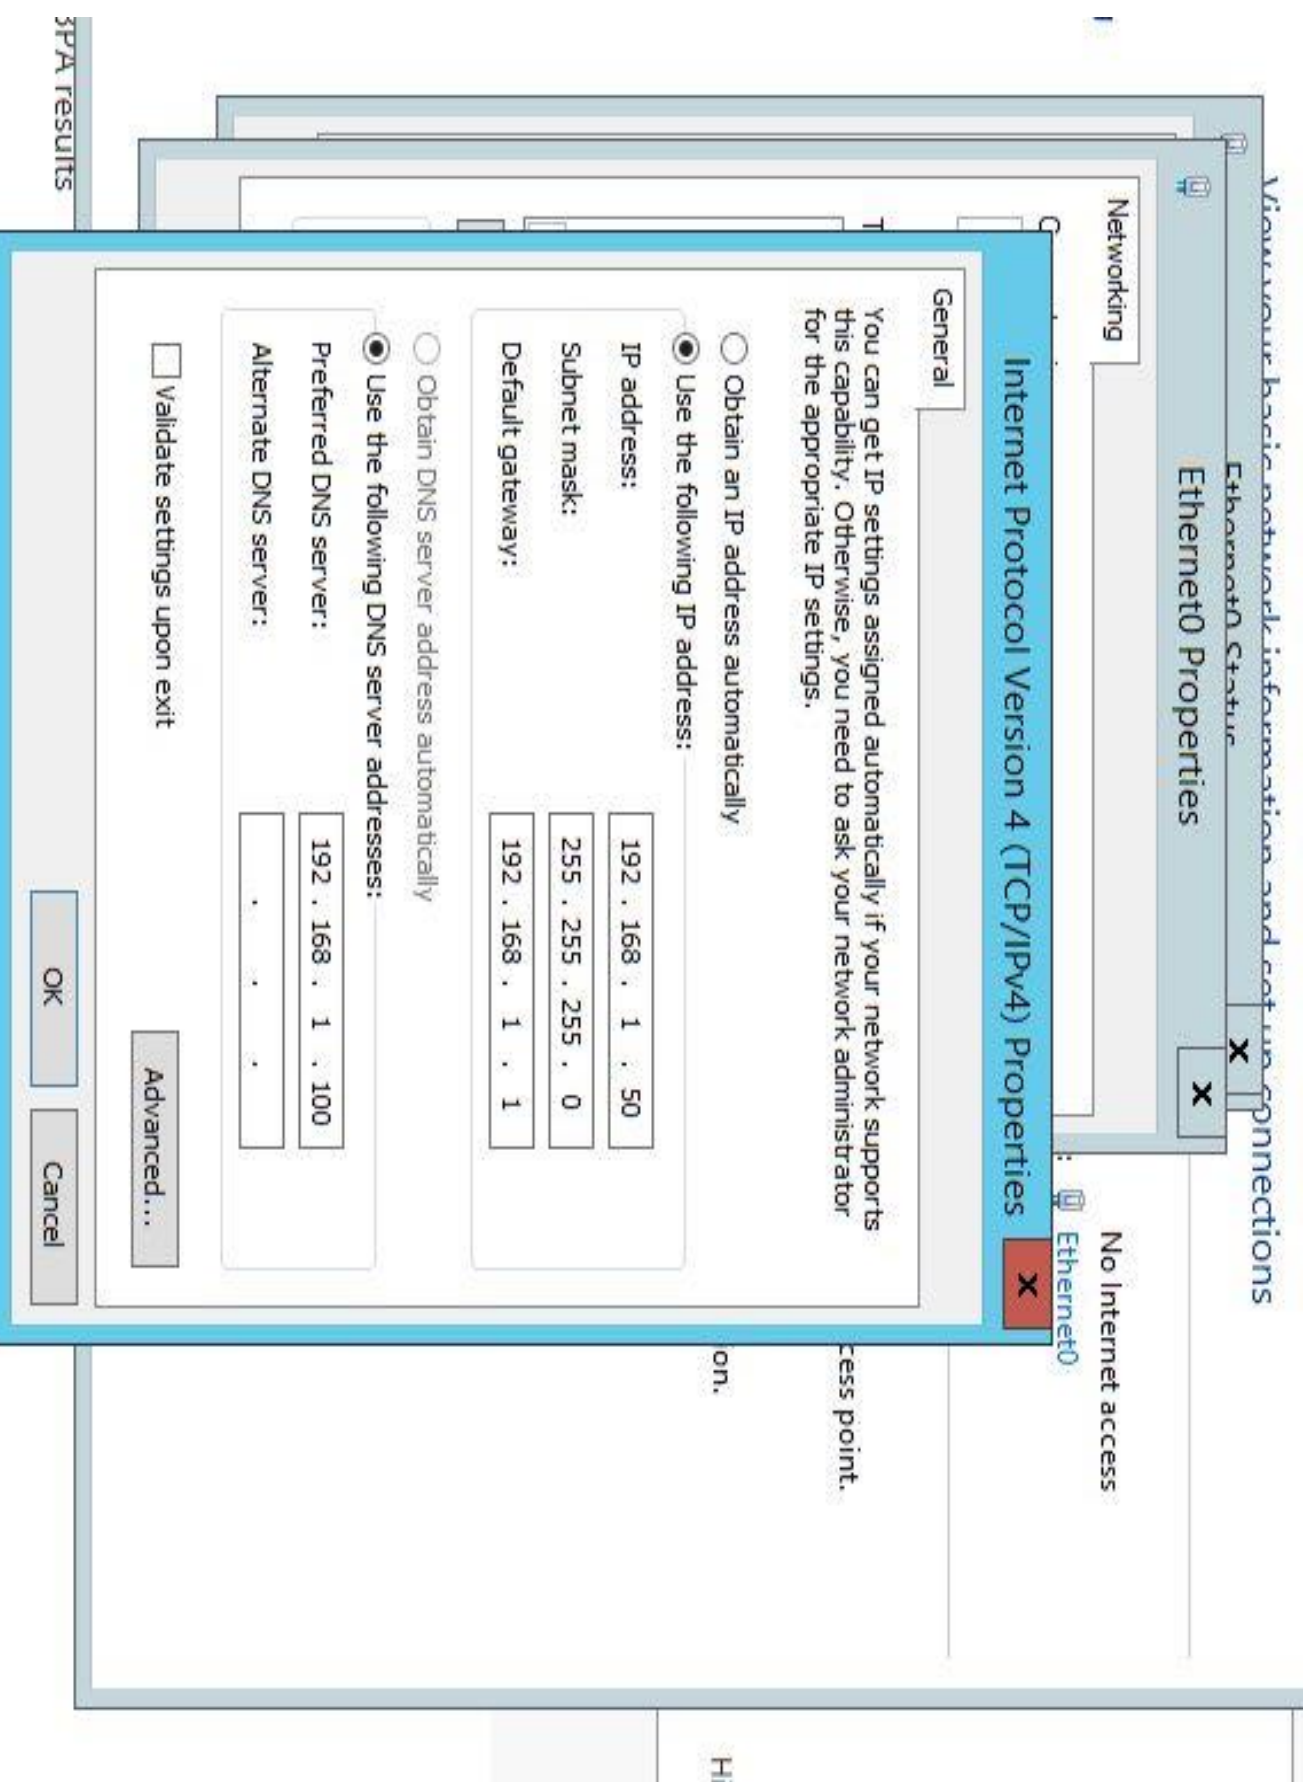 View your basic network information and set up connections
Ethernet0 Status
x
Ethernet0 Properties
x
Networking
No Internet access
Ethernet0
Internet Protocol Version 4 (TCP/IPv4) Properties
x
General
You can get IP settings assigned automatically if your network supports
this capability. Otherwise, you need to ask your network administrator
for the appropriate IP settings.
cess point.
Obtain an IP address automatically
on.
Use the following IP address:
IP address:
192 . 168 . 1 . 50
Subnet mask:
255 . 255 . 255 . 0
Default gateway:
192 . 168 . 1 . 1
Obtain DNS server address automatically
Use the following DNS server addresses:
Preferred DNS server:
192 . 168 . 1 . 100
Alternate DNS server:
. . .
Validate settings upon exit
Advanced...
OK
Cancel
BPA results